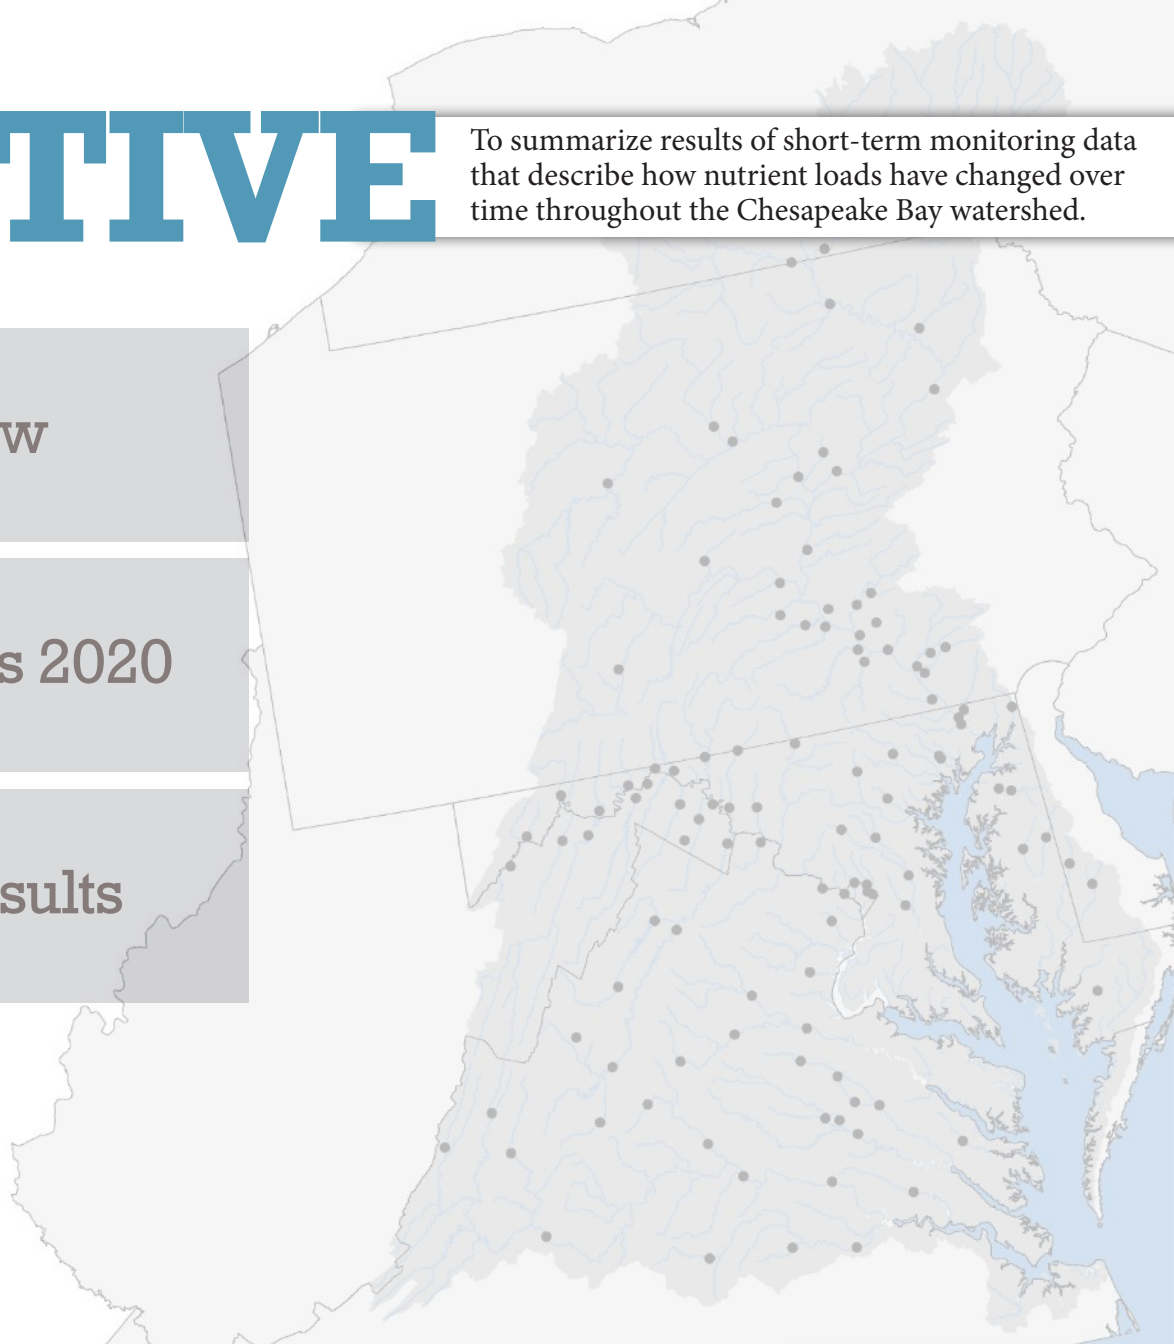 TIVE
To summarize results of short-term monitoring data
that describe how nutrient loads have changed over
time throughout the Chesapeake Bay watershed.
w
s 2020
sults